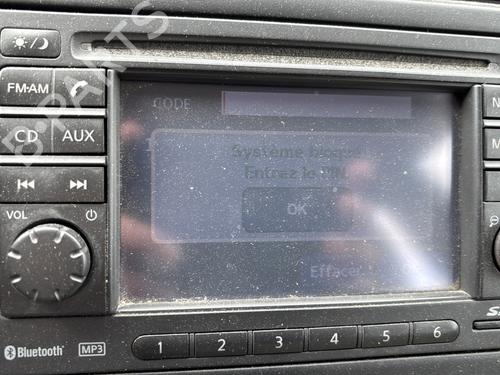 B-PARTS
FM·AM
CD AUX
VOL
CODE
Système bloqué
Entrez le PIN
OK
Effacer
N
M
Bluetooth MP3
1 2 3 4 5 6